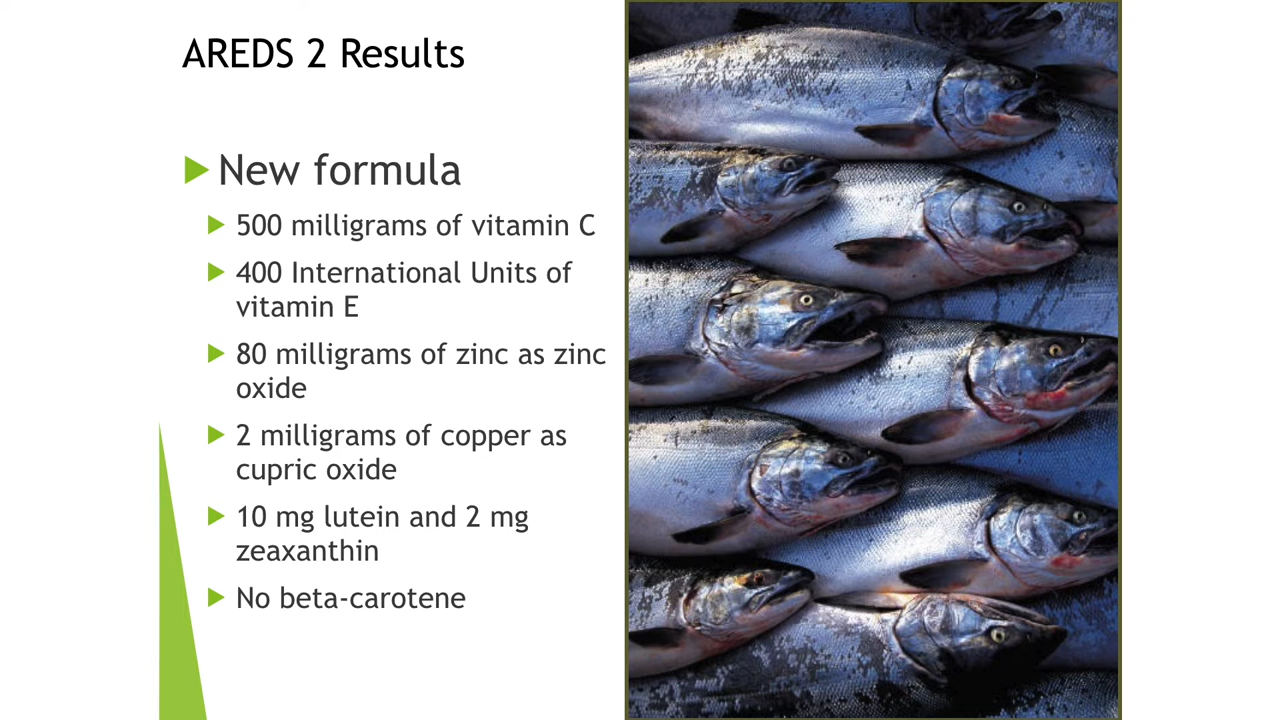 AREDS 2 Results
New formula
500 milligrams of vitamin C
400 International Units of
vitamin E
80 milligrams of zinc as zinc
oxide
2 milligrams of copper as
cupric oxide
10 mg lutein and 2 mg
zeaxanthin
No beta-carotene